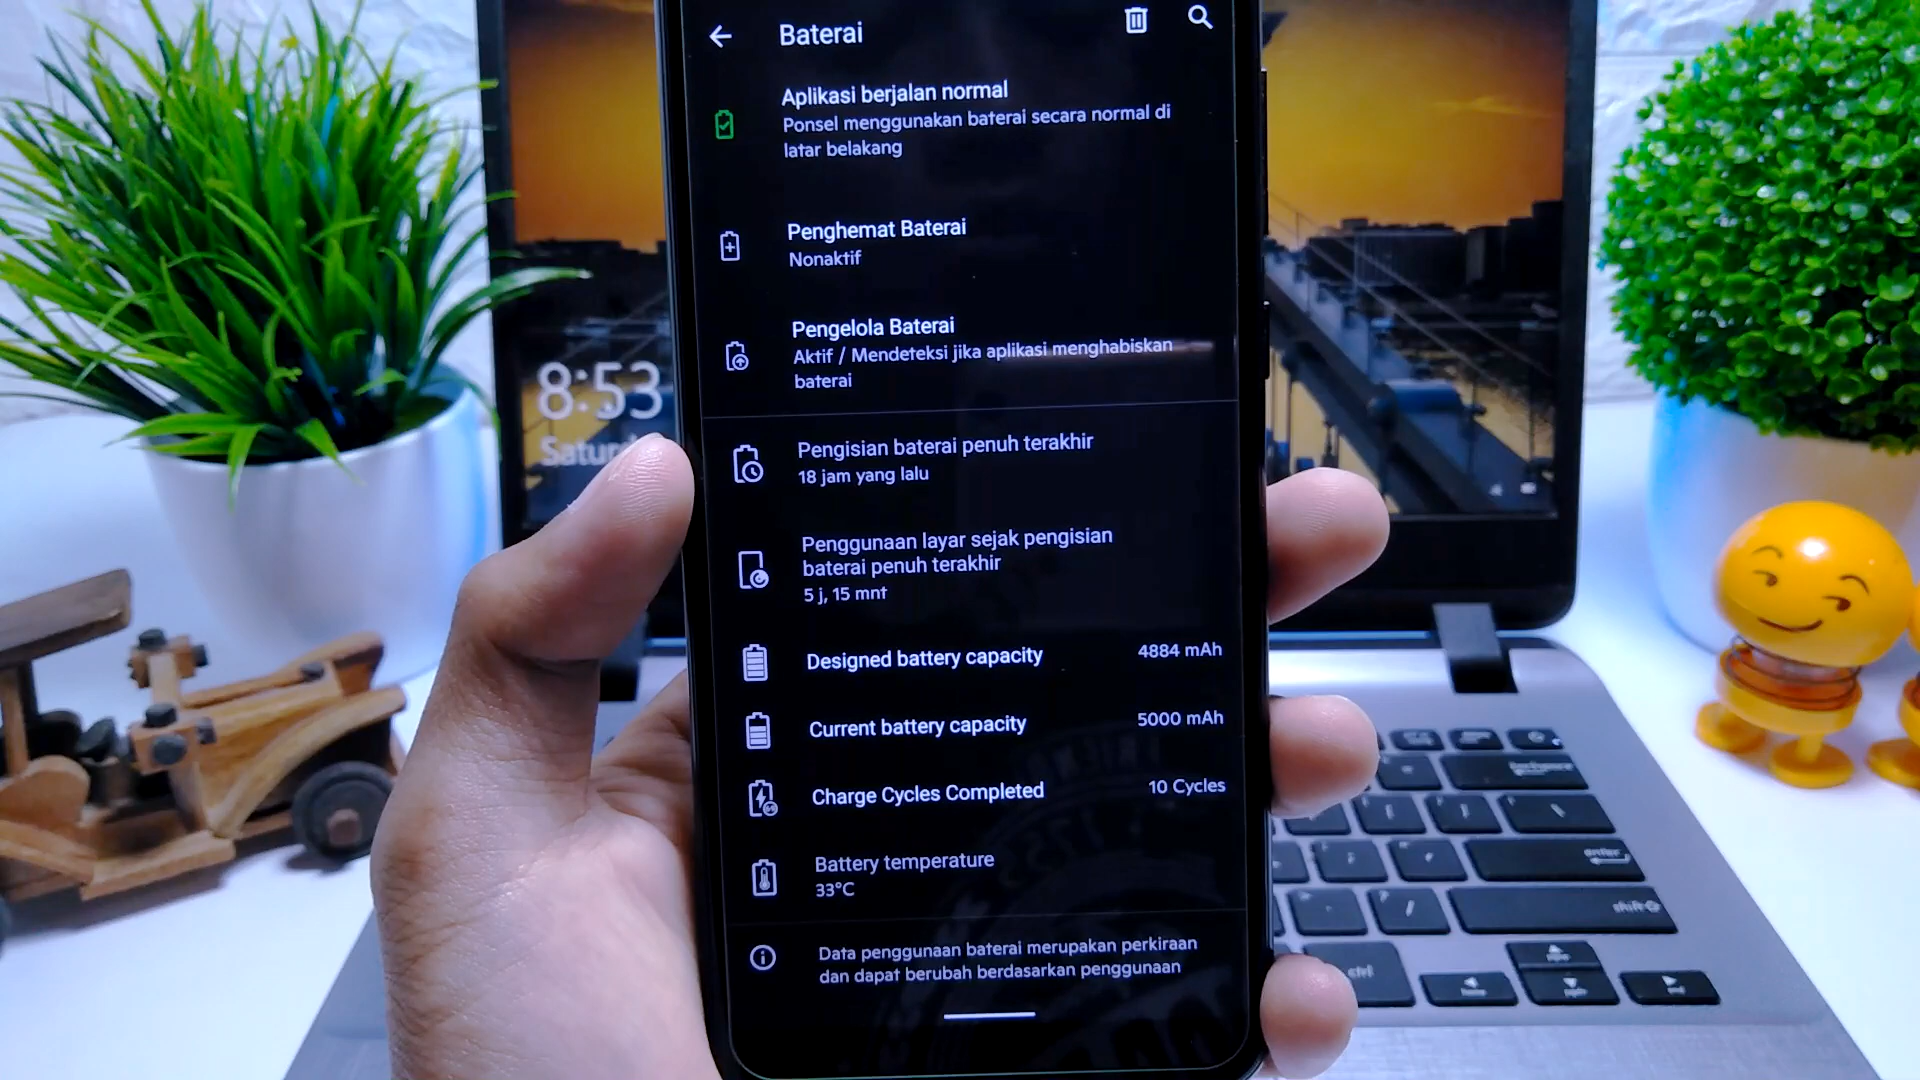 Baterai
Aplikasi berjalan normal
Ponsel menggunakan baterai secara normal di
latar belakang
Penghemat Baterai
Nonaktif
Pengelola Baterai
Aktif / Mendeteksi jika aplikasi menghabiskan
baterai
8:53
Pengisian baterai penuh terakhir
18 jam yang lalu
Penggunaan layar sejak pengisian
baterai penuh terakhir
5 j, 15 mnt
Designed battery capacity 4884 mAh
Current battery capacity 5000 mAh
Charge Cycles Completed 10 Cycles
Battery temperature
33°C
Data penggunaan baterai merupakan perkiraan
dan dapat berubah berdasarkan penggunaan
enter
shift
ctrl